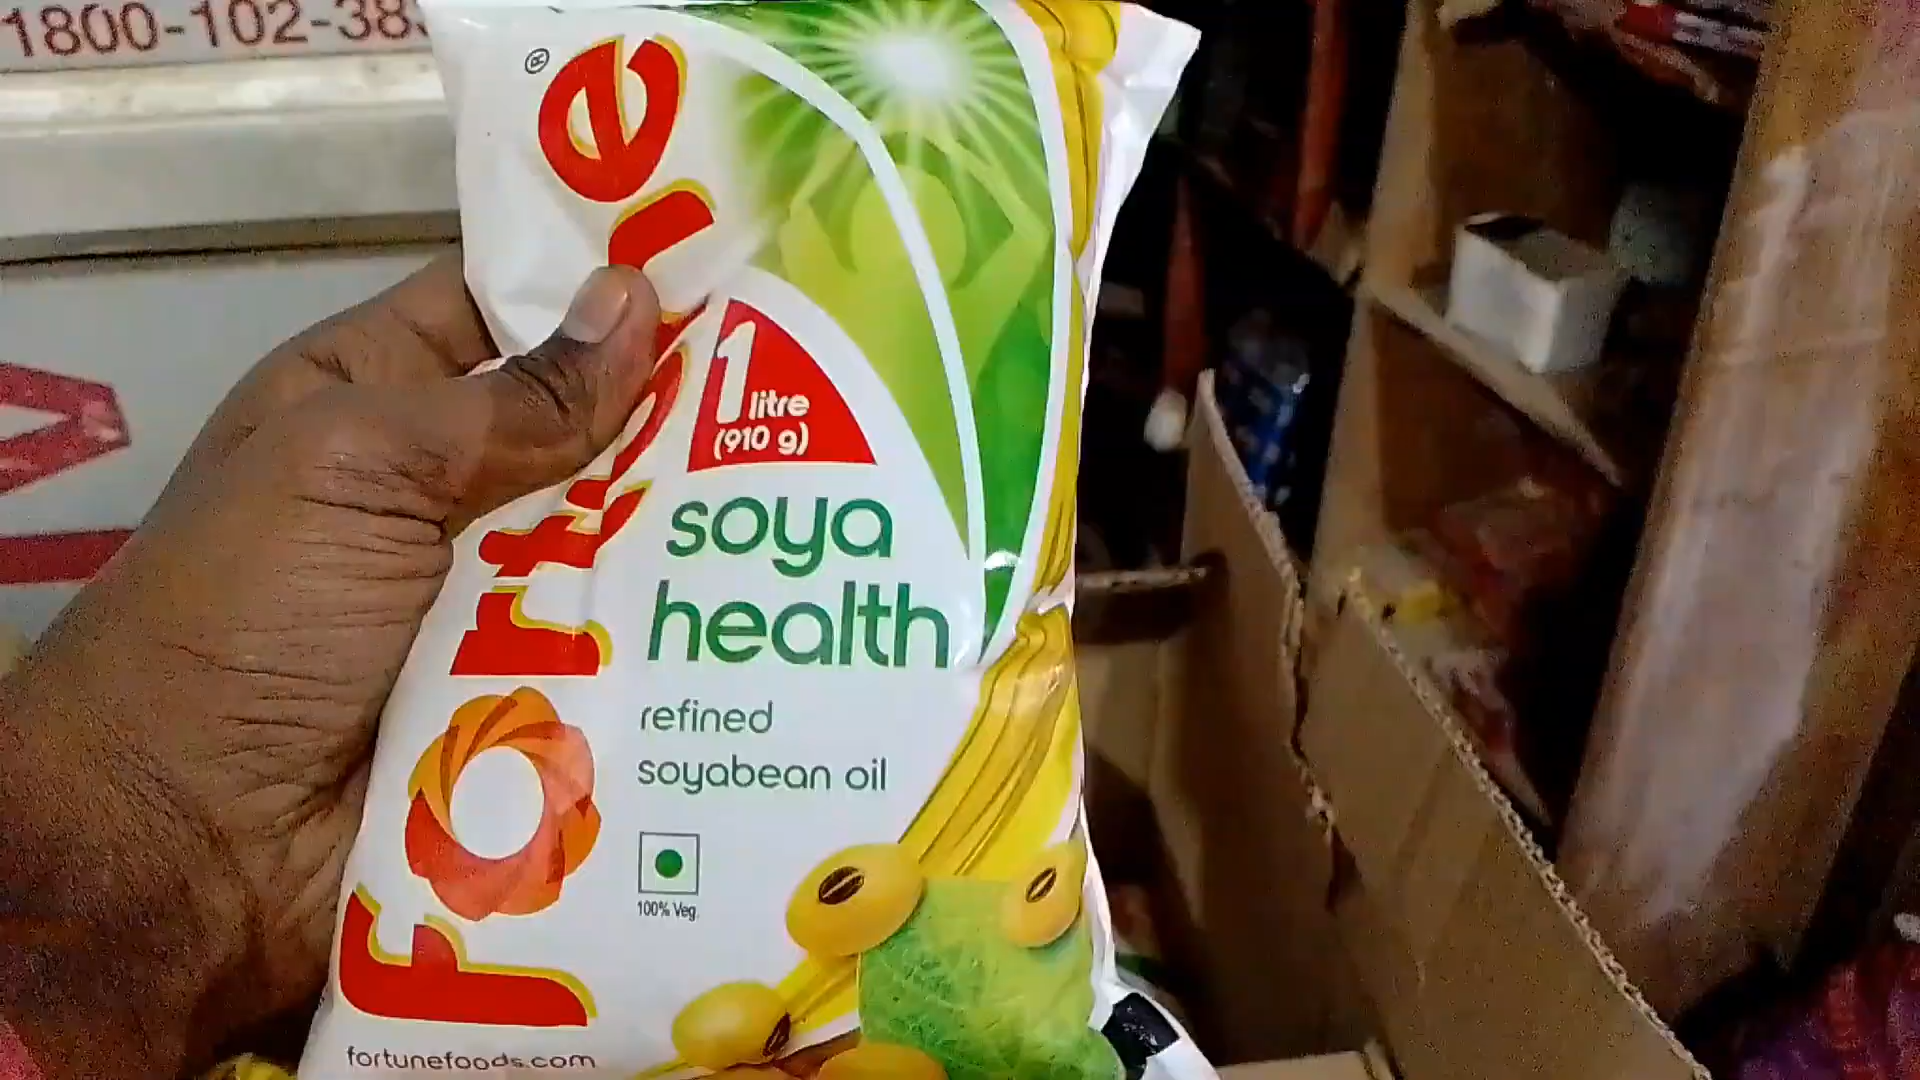 1800-102-38
fortune
®
1 litre
(910 g)
soya
health
refined
soyabean oil
100% Veg.
fortunefoods.com